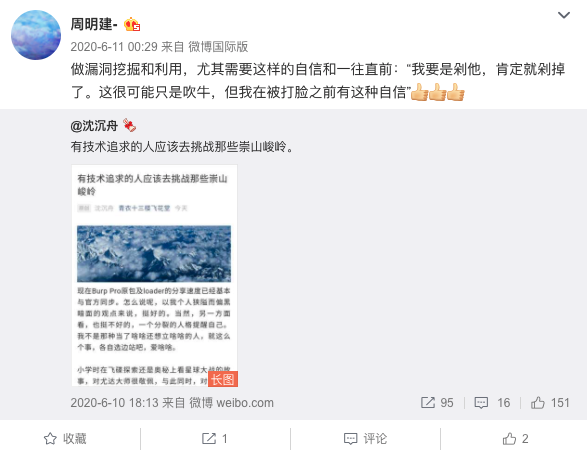 周明建-
2020-6-11 00:29 来自 微博国际版
做漏洞挖掘和利用，尤其需要这样的自信和一往直前：“我要是剁他，肯定就剁掉
了。这很可能只是吹牛，但我在被打脸之前有这种自信”
@沈沉舟
有技术追求的人应该去挑战那些崇山峻岭。
有技术追求的人应该去挑战那些崇山
峻岭
沈沉舟 青衣十三楼飞花堂 今天
现在Burp Pro原包及loader的分享速度已经基本
与官方同步。怎么说呢，以我个人狭隘而偏黑
暗面的观点来说，挺好的。当然，另一方面
看，也挺不好的，一个分裂的人格提醒自己。
我不是那种当了啥啥还想立啥啥的人，就这么
个事，各自选边站吧，爱啥啥。
小学时在飞碟探索还是奥秘上看星球大战的故
事，对尤达大师很敬佩，与此同时，对
长图
2020-6-10 18:13 来自 微博 weibo.com
95
16
151
收藏
1
评论
2